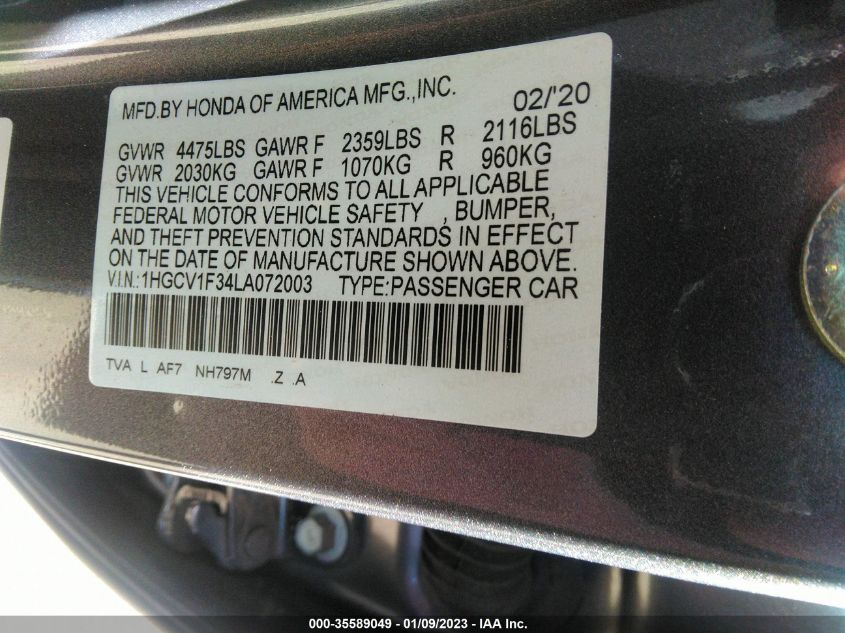 MFD.BY HONDA OF AMERICA MFG.,INC. 02/'20
GVWR 4475LBS GAWR F 2359LBS R 2116LBS
GVWR 2030KG GAWR F 1070KG R 960KG
THIS VEHICLE CONFORMS TO ALL APPLICABLE
FEDERAL MOTOR VEHICLE SAFETY , BUMPER,
AND THEFT PREVENTION STANDARDS IN EFFECT
ON THE DATE OF MANUFACTURE SHOWN ABOVE.
V.I.N.:1HGCV1F34LA072003 TYPE:PASSENGER CAR
TVA L AF7 NH797M .Z .A
000-35589049 — 01/09/2023 — IAA Inc.